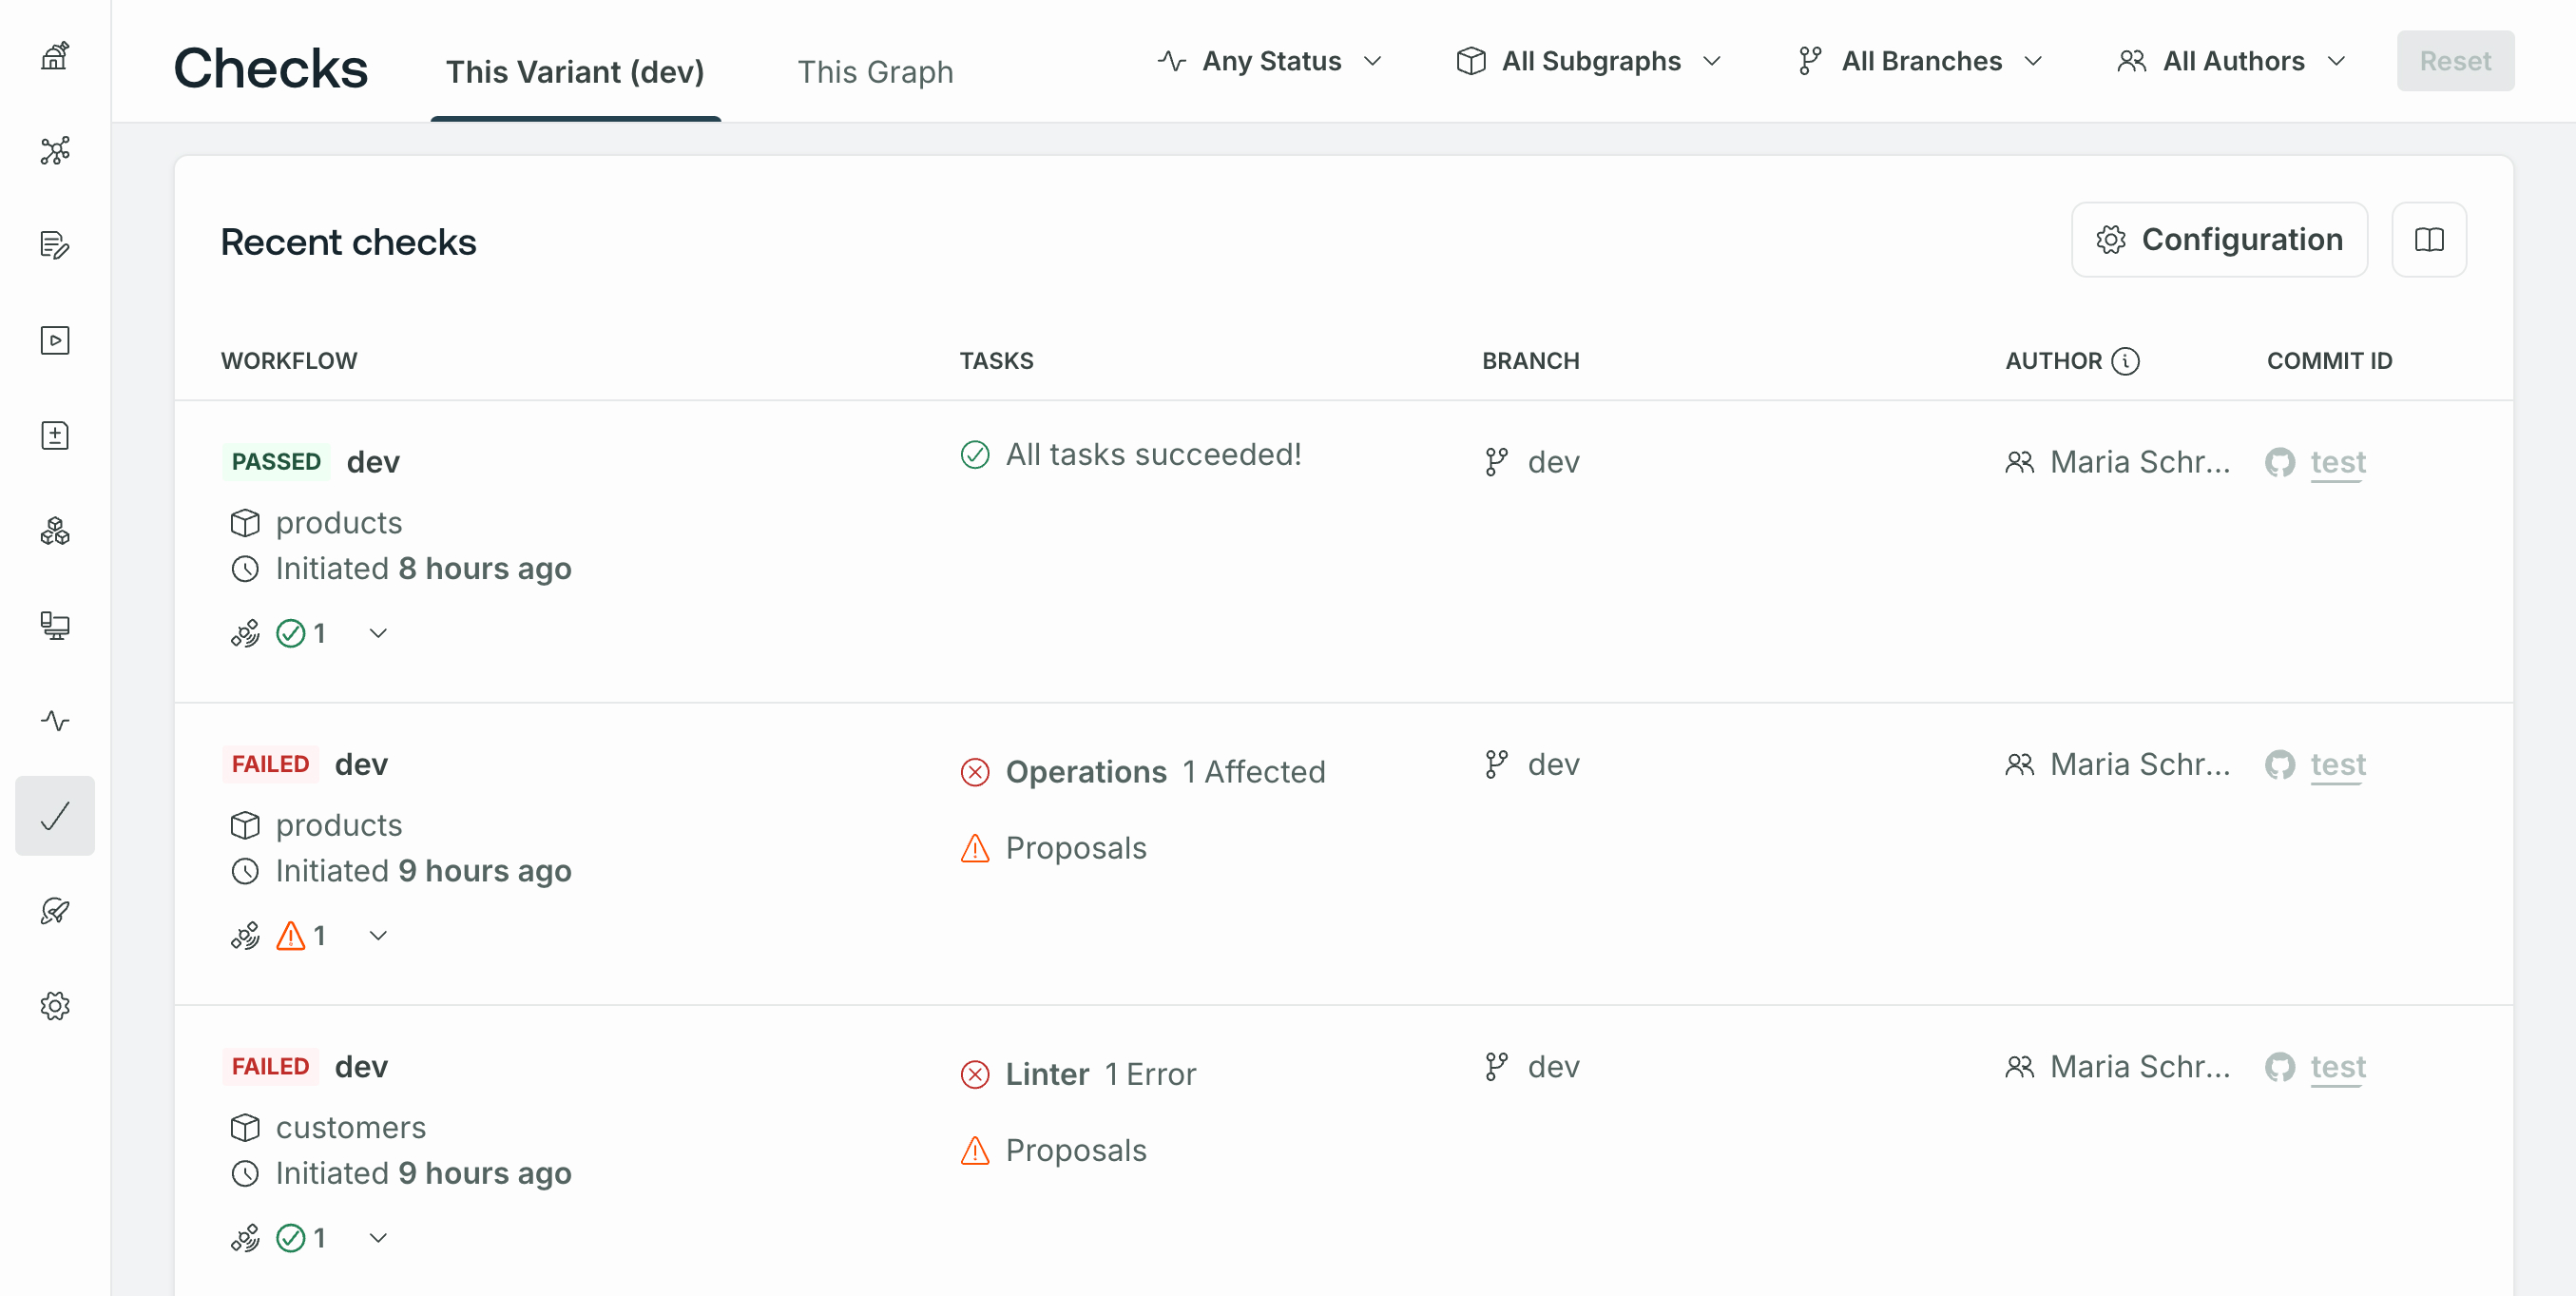 Checks
This Variant (dev)
This Graph
Any Status
All Subgraphs
All Branches
All Authors
Reset
Recent checks
Configuration
WORKFLOW
TASKS
BRANCH
AUTHOR
COMMIT ID
PASSED dev
products
Initiated 8 hours ago
1
All tasks succeeded!
dev
Maria Schr...
test
FAILED dev
products
Initiated 9 hours ago
1
Operations 1 Affected
Proposals
dev
Maria Schr...
test
FAILED dev
customers
Initiated 9 hours ago
1
Linter 1 Error
Proposals
dev
Maria Schr...
test